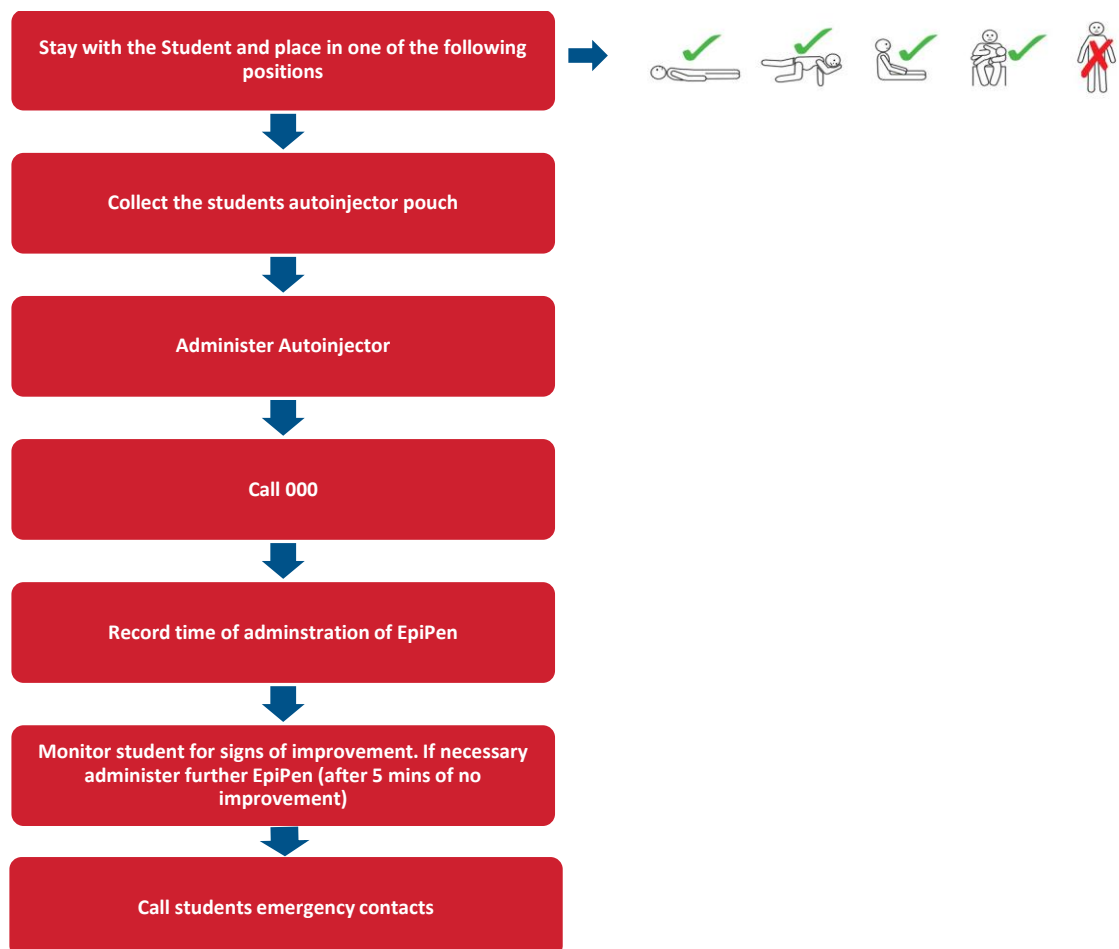 Stay with the Student and place in one of the following
positions
Collect the students autoinjector pouch
Administer Autoinjector
Call 000
Record time of adminstration of EpiPen
Monitor student for signs of improvement. If necessary
administer further EpiPen (after 5 mins of no
improvement)
Call students emergency contacts